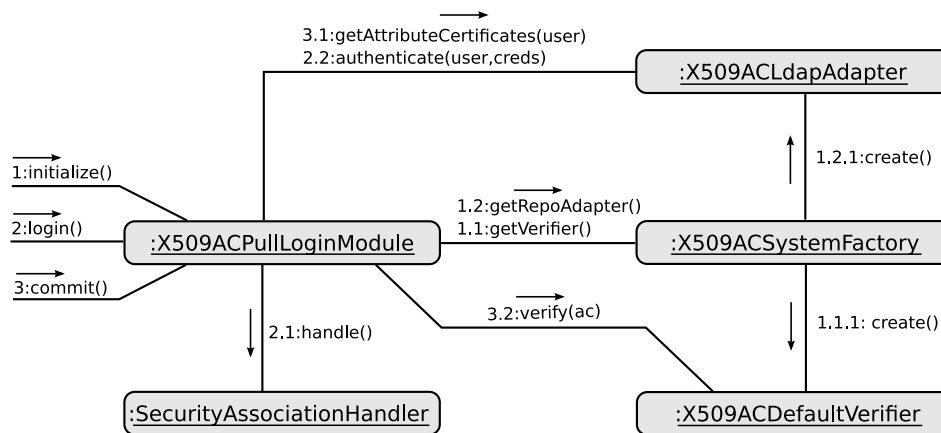 3.1:getAttributeCertificates(user)
2.2:authenticate(user,creds)
:X509ACLdapAdapter
1:initialize()
1.2.1:create()
1.2:getRepoAdapter()
2:login()
:X509ACPullLoginModule
1.1:getVerifier()
:X509ACSystemFactory
3:commit()
3.2:verify(ac)
1.1.1: create()
2.1:handle()
:SecurityAssociationHandler
:X509ACDefaultVerifier